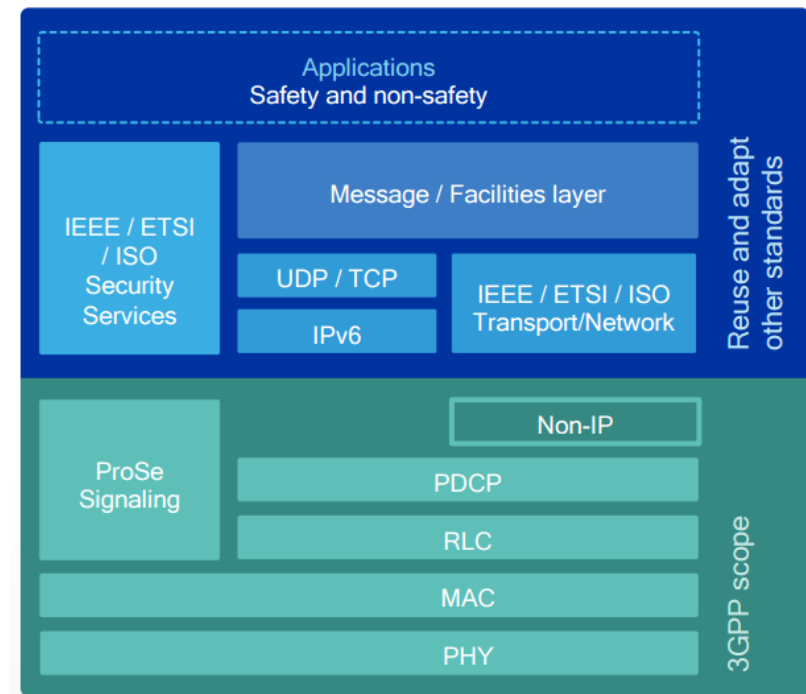 Applications
Safety and non-safety
IEEE / ETSI
/ ISO
Security
Services
Message / Facilities layer
UDP / TCP
IPv6
IEEE / ETSI / ISO
Transport/Network
Reuse and adapt
other standards
ProSe
Signaling
Non-IP
PDCP
RLC
MAC
PHY
3GPP scope